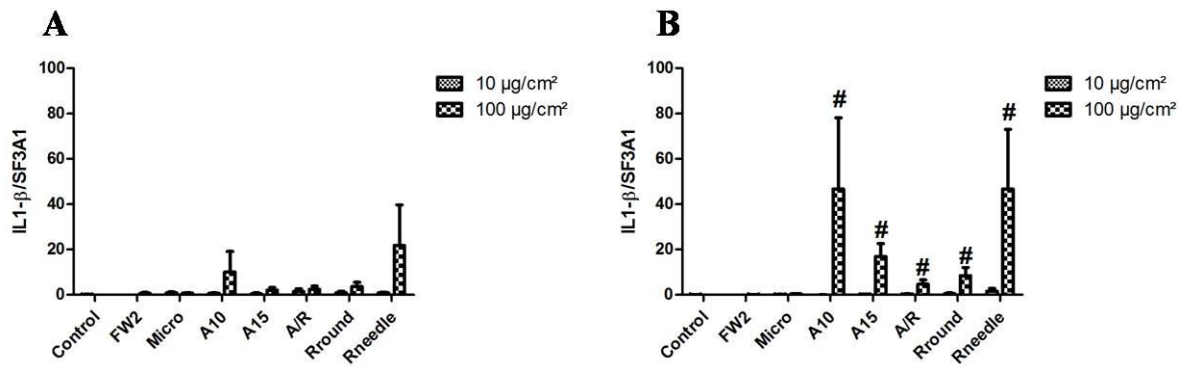 A
IL1-β/SF3A1
100
80
60
40
20
0
Control
FW2
Micro
A10
A15
A/R
Rround
Rneedle
10 µg/cm²
100 µg/cm²
B
IL1-β/SF3A1
100
80
60
40
20
0
#
#
#
#
#
Control
FW2
Micro
A10
A15
A/R
Rround
Rneedle
10 µg/cm²
100 µg/cm²